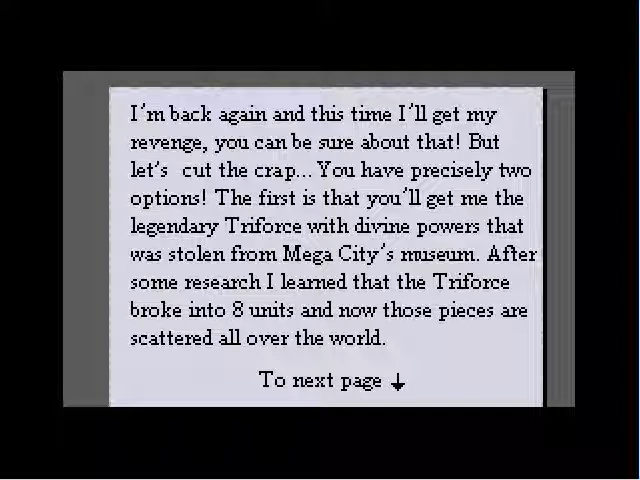 I'm back again and this time I'll get my
revenge, you can be sure about that! But
let's cut the crap... You have precisely two
options! The first is that you'll get me the
legendary Triforce with divine powers that
was stolen from Mega City's museum. After
some research I learned that the Triforce
broke into 8 units and now those pieces are
scattered all over the world.
To next page ↓